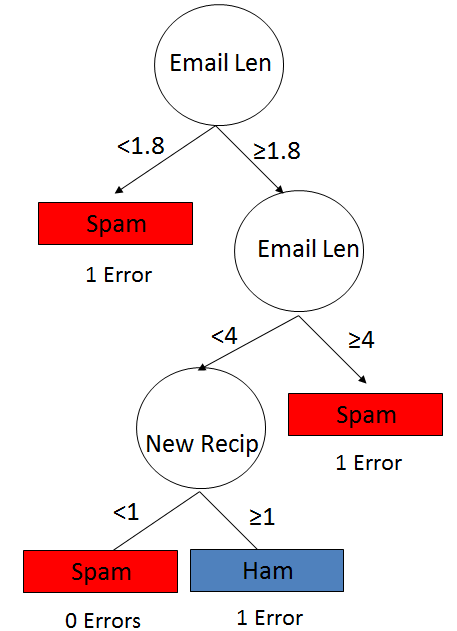 Email Len
<1.8
≥1.8
Spam
1 Error
Email Len
<4
≥4
Spam
1 Error
New Recip
<1
≥1
Spam
Ham
0 Errors
1 Error